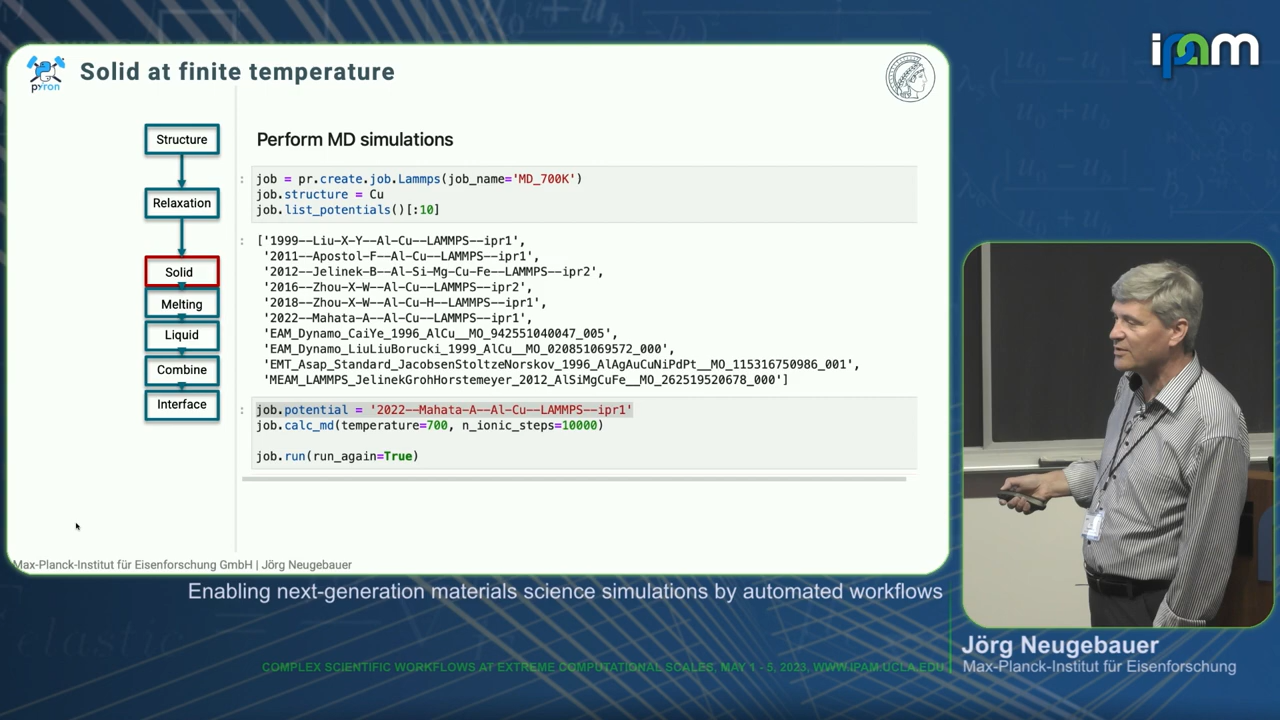 ipam
pyron
Solid at finite temperature
Structure
Relaxation
Solid
Melting
Liquid
Combine
Interface
Perform MD simulations
job = pr.create.job.Lammps(job_name='MD_700K')
job.structure = Cu
job.list_potentials()[:10]
['1999--Liu-X-Y--Al-Cu--LAMMPS--ipr1',
'2011--Apostol-F--Al-Cu--LAMMPS--ipr1',
'2012--Jelinek-B--Al-Si-Mg-Cu-Fe--LAMMPS--ipr2',
'2016--Zhou-X-W--Al-Cu--LAMMPS--ipr2',
'2018--Zhou-X-W--Al-Cu-H--LAMMPS--ipr1',
'2022--Mahata-A--Al-Cu--LAMMPS--ipr1',
'EAM_Dynamo_CaiYe_1996_AlCu__MO_942551040047_005',
'EAM_Dynamo_LiuLiuBorucki_1999_AlCu__MO_020851069572_000',
'EMT_Asap_Standard_JacobsenStoltzeNorskov_1996_AlAgAuCuNiPdPt__MO_115316750986_001',
'MEAM_LAMMPS_JelinekGrohHorstemeyer_2012_AlSiMgCuFe__MO_262519520678_000']
job.potential = '2022--Mahata-A--Al-Cu--LAMMPS--ipr1'
job.calc_md(temperature=700, n_ionic_steps=10000)
job.run(run_again=True)
Max-Planck-Institut für Eisenforschung GmbH | Jörg Neugebauer
Enabling next-generation materials science simulations by automated workflows
Jörg Neugebauer
Max-Planck-Institut für Eisenforschung
COMPLEX SCIENTIFIC WORKFLOWS AT EXTREME COMPUTATIONAL SCALES, MAY 1 - 5, 2023, WWW.IPAM.UCLA.EDU
elastic